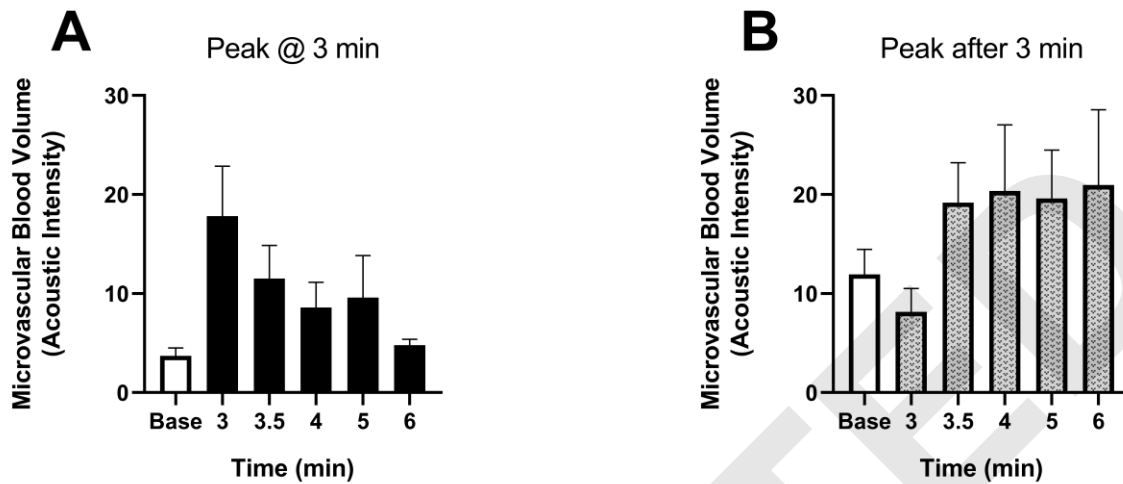 A
Peak @ 3 min
Microvascular Blood Volume
(Acoustic Intensity)
30
20
10
0
Base 3 3.5 4 5 6
Time (min)
B
Peak after 3 min
Microvascular Blood Volume
(Acoustic Intensity)
30
20
10
0
Base 3 3.5 4 5 6
Time (min)